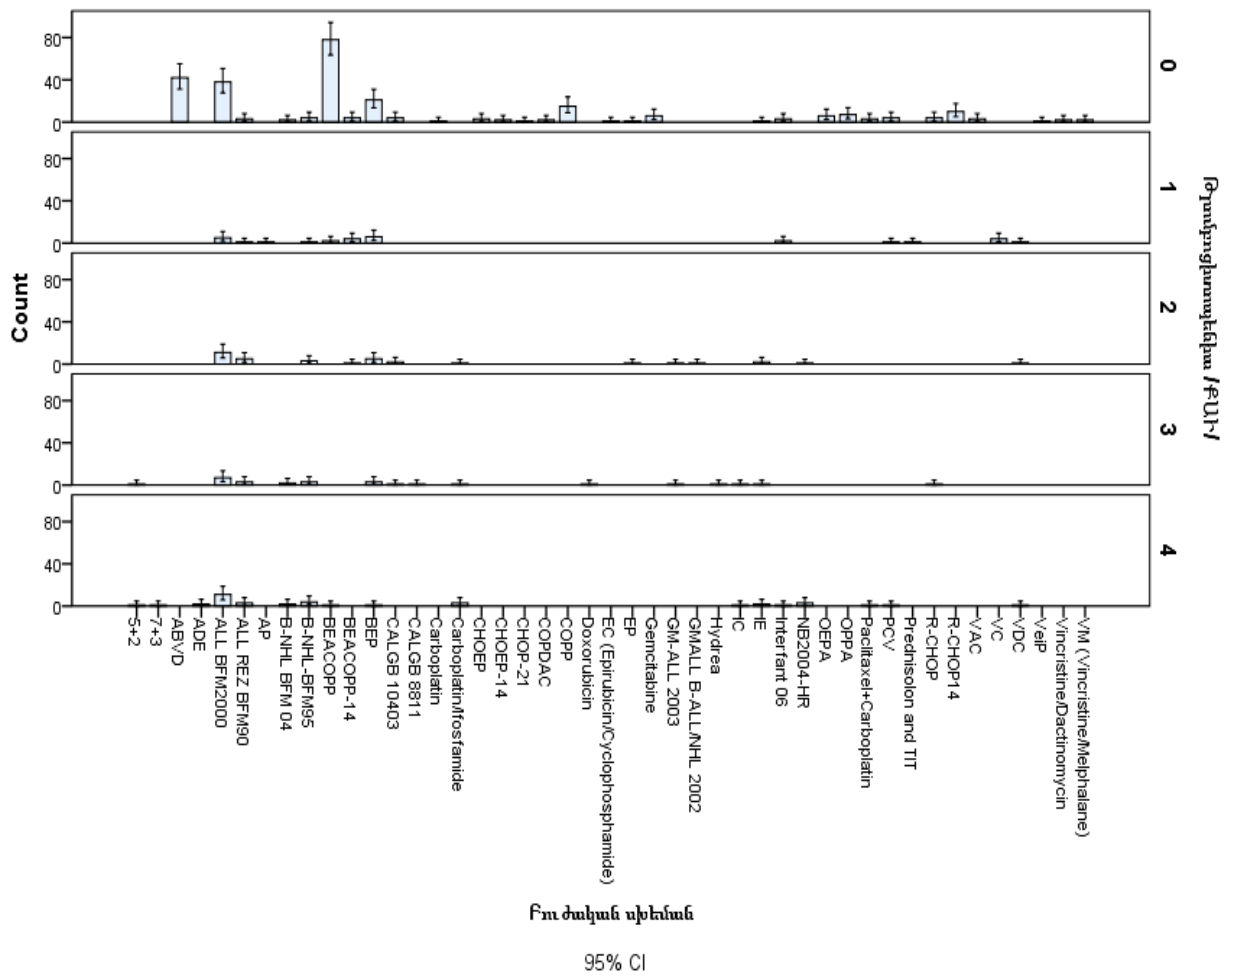 Count
80
40
0
0
80
40
0
1
80
40
0
2
80
40
0
3
80
40
0
4
Թրոմբոցիտոպենիա /ՔԱԻ/
5+2
7+3
ABVD
ADE
ALL BFM2000
ALL REZ BFM90
AP
B-NHL BFM 04
B-NHL-BFM95
BEACOPP
BEACOPP-14
BEP
CALGB 10403
CALGB 8811
Carboplatin
Carboplatin/Ifosfamide
CHOEP
CHOEP-14
CHOP-21
COPDAC
COPP
Doxorubicin
EC (Epirubicin/Cyclophosphamide)
EP
Gemcitabine
GM-ALL 2003
GMALL B-ALL/NHL 2002
Hydrea
IC
IE
Interfant 06
NB2004-HR
OEPA
OPPA
Paclitaxel+Carboplatin
PCV
Prednisolon and TIT
R-CHOP
R-CHOP14
VAC
VC
VDC
VeIP
Vincristine/Dactinomycin
VM (Vincristine/Melphalane)
Բուժական սխեման
95% CI